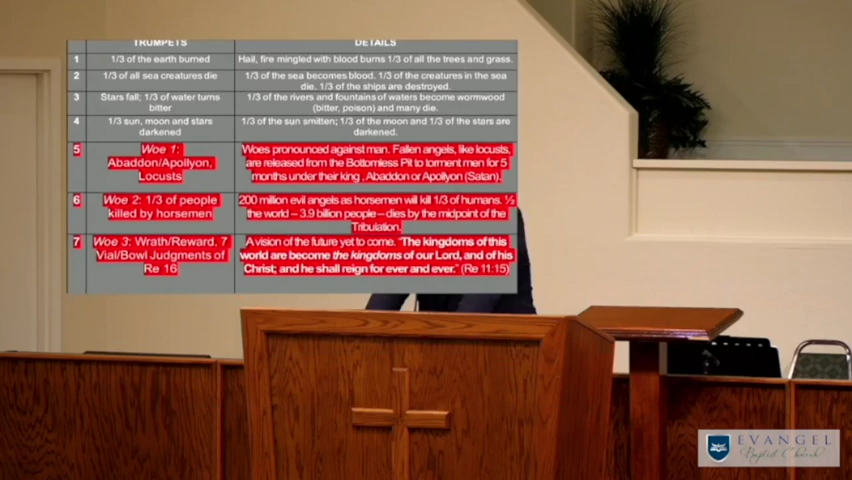 TRUMPETS DETAILS
1 1/3 of the earth burned Hail, fire mingled with blood burns 1/3 of all the trees and grass.
2 1/3 of all sea creatures die 1/3 of the sea becomes blood. 1/3 of the creatures in the sea
die. 1/3 of the ships are destroyed.
3 Stars fall; 1/3 of water turns 1/3 of the rivers and fountains of waters become wormwood
bitter (bitter, poison) and many die.
4 1/3 sun, moon and stars 1/3 of the sun smitten; 1/3 of the moon and 1/3 of the stars are
darkened darkened.
5 Woe 1: Woes pronounced against man. Fallen angels, like locusts,
Abaddon/Apollyon, are released from the Bottomless Pit to torment men for 5
Locusts months under their king , Abaddon or Apollyon (Satan).
6 Woe 2: 1/3 of people 200 million evil angels as horsemen will kill 1/3 of humans. ½
killed by horsemen the world – 3.9 billion people – dies by the midpoint of the
Tribulation.
7 Woe 3: Wrath/Reward, 7 A vision of the future yet to come. "The kingdoms of this
Vial/Bowl Judgments of world are become the kingdoms of our Lord, and of his
Re 16 Christ; and he shall reign for ever and ever." (Re 11:15)
EVANGEL
Baptist Church